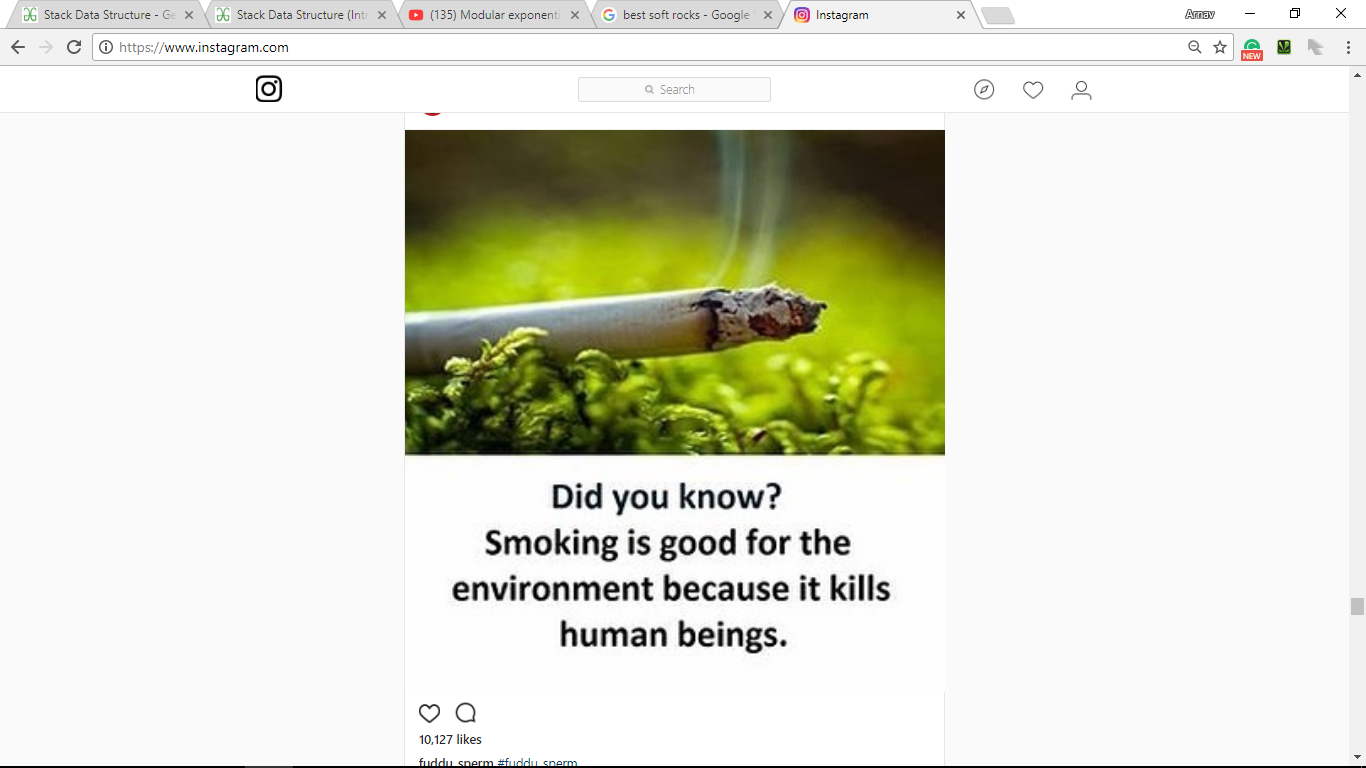 Stack Data Structure - Ge
Stack Data Structure (Intr
(135) Modular exponenti
best soft rocks - Google
Instagram
Arnav
https://www.instagram.com
NEW
Search
Did you know?
Smoking is good for the
environment because it kills
human beings.
10,127 likes
fuddu_sperm #fuddu_sperm